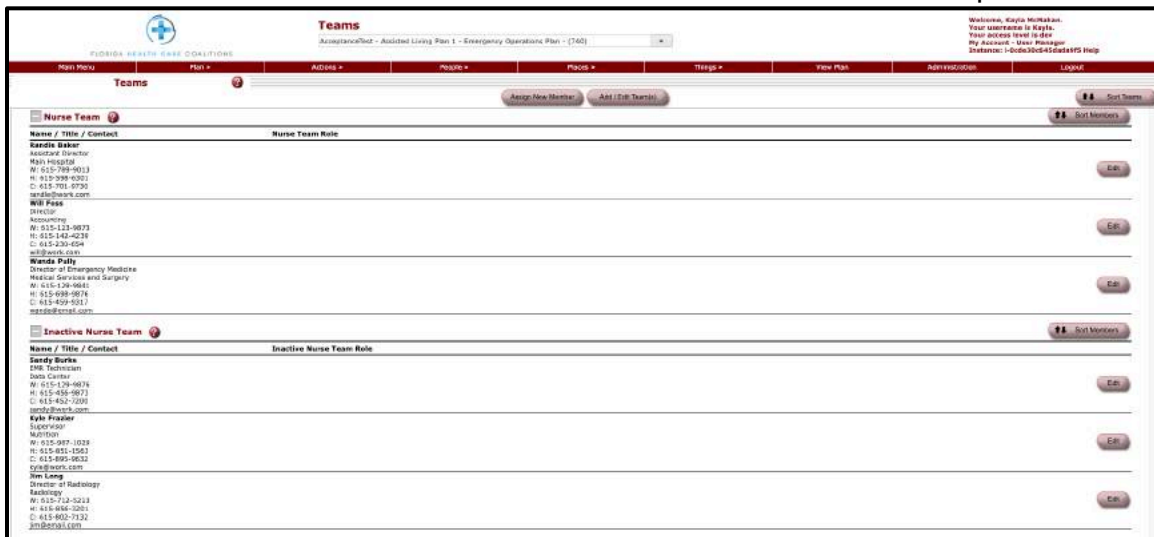 Teams
Welcome, Kayla McMahan.
Your username is Kayla.
Your access level is dev
My Account - User Manager
AcceptanceTest - Assisted Living Plan 1 - Emergency Operations Plan - (740)
FLORIDA HEALTH CARE COALITIONS
Main Menu Plan Actions People Places Things View Plan Administration Logout
Teams
Assign New Member Add / Edit Team(s) Sort Teams
Nurse Team Sort Members
Name / Title / Contact Nurse Team Role
Randle Baker
Assistant Director
Main Hospital
W: 615-789-9013
H: 615-598-6301
C: 615-701-9730
randle@work.com
Edit
Will Foss
Director
Accounting
W: 615-123-9873
H: 615-142-4239
C: 615-230-654
will@work.com
Edit
Wanda Pully
Director of Emergency Medicine
Medical Services and Surgery
W: 615-129-9841
H: 615-698-9876
C: 615-459-9317
wanda@email.com
Edit
Inactive Nurse Team Sort Members
Name / Title / Contact Inactive Nurse Team Role
Sandy Burke
EMR Technician
Data Center
W: 615-129-9876
H: 615-456-9873
C: 615-452-7200
sandy@work.com
Edit
Kyle Frazier
Supervisor
Nutrition
W: 615-987-1029
H: 615-851-1563
C: 615-895-9632
kyle@work.com
Edit
Jim Long
Director of Radiology
Radiology
W: 615-712-5213
H: 615-856-3201
C: 615-802-7132
jim@email.com
Edit